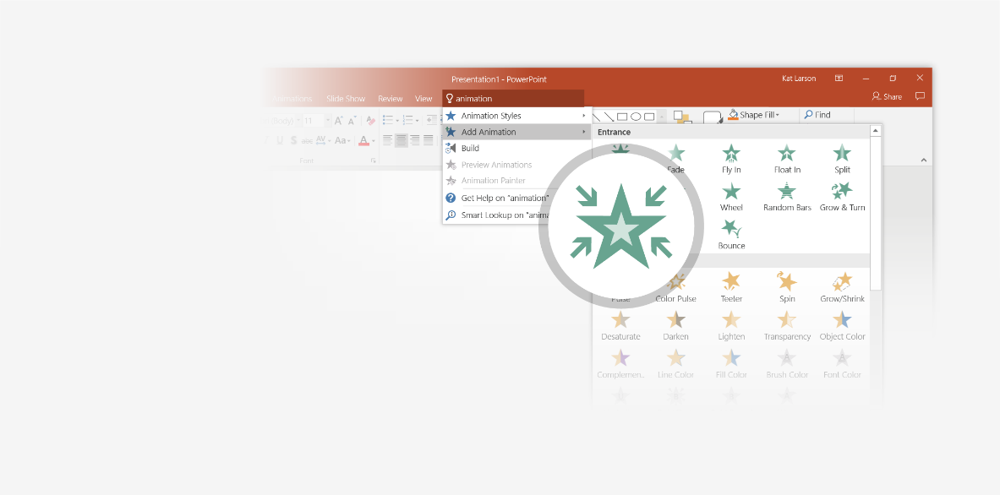 Presentation1 - PowerPoint
Kat Larson
Animations Slide Show Review View
animation
Share
11
Aa
A
Font
Animation Styles
Add Animation
Build
Preview Animations
Animation Painter
Get Help on "animation"
Smart Lookup on "anima
Shape Fill
Find
Entrance
Fade Fly In Float In Split
Wheel Random Bars Grow & Turn
Bounce
Pulse Color Pulse Teeter Spin Grow/Shrink
Desaturate Darken Lighten Transparency Object Color
Complemen... Line Color Fill Color Brush Color Font Color